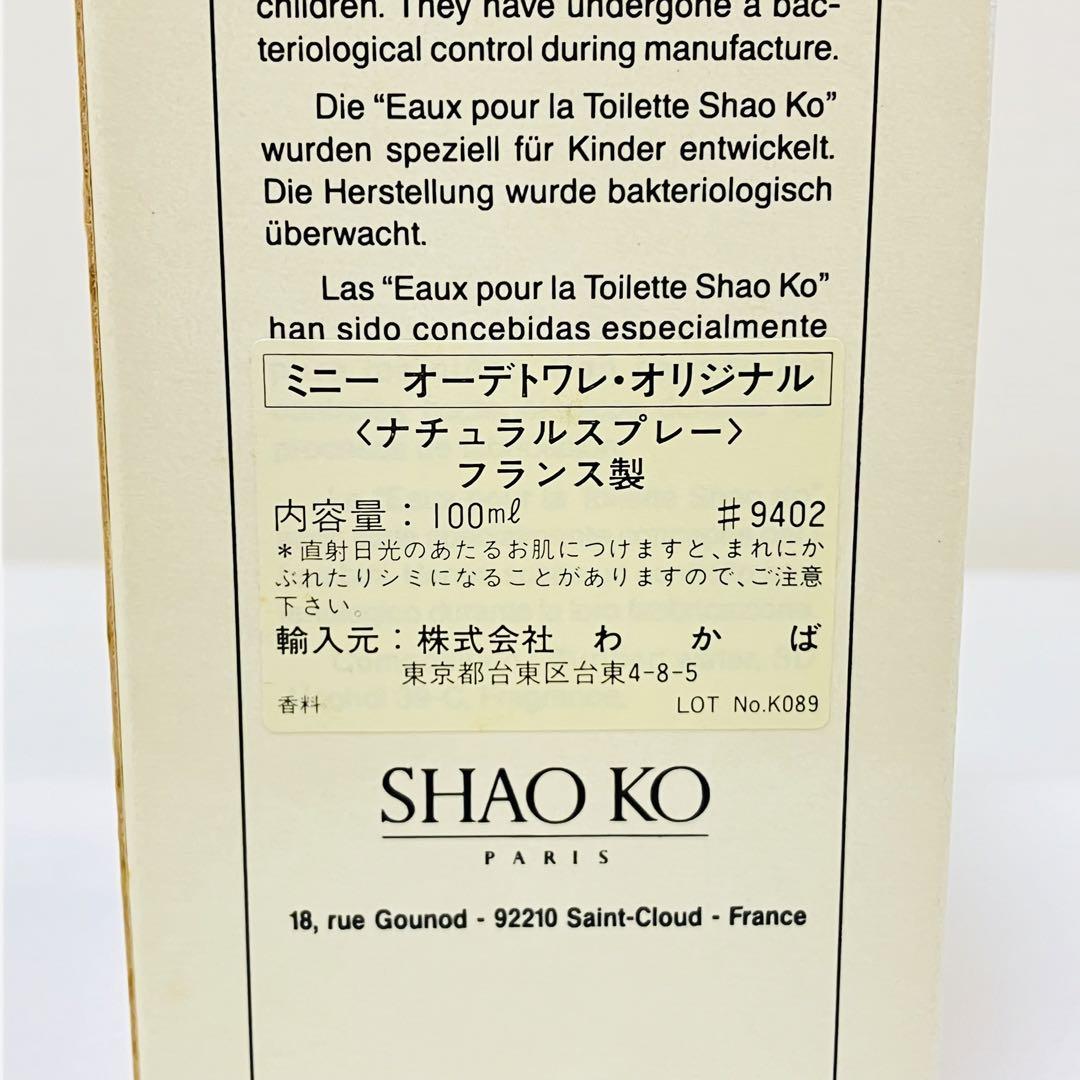 children. They have undergone a bac-
teriological control during manufacture.
Die “Eaux pour la Toilette Shao Ko”
wurden speziell für Kinder entwickelt.
Die Herstellung wurde bakteriologisch
überwacht.
Las “Eaux pour la Toilette Shao Ko”
han sido concebidas especialmente
ミニー オーデトワレ・オリジナル
〈ナチュラルスプレー〉
フランス製
内容量：100ml ♯9402
＊直射日光のあたるお肌につけますと、まれにか
ぶれたりシミになることがありますので、ご注意
下さい。
輸入元：株式会社 わ か ば
東京都台東区台東4-8-5
香料 LOT No.K089
SHAO KO
PARIS
18, rue Gounod - 92210 Saint-Cloud - France